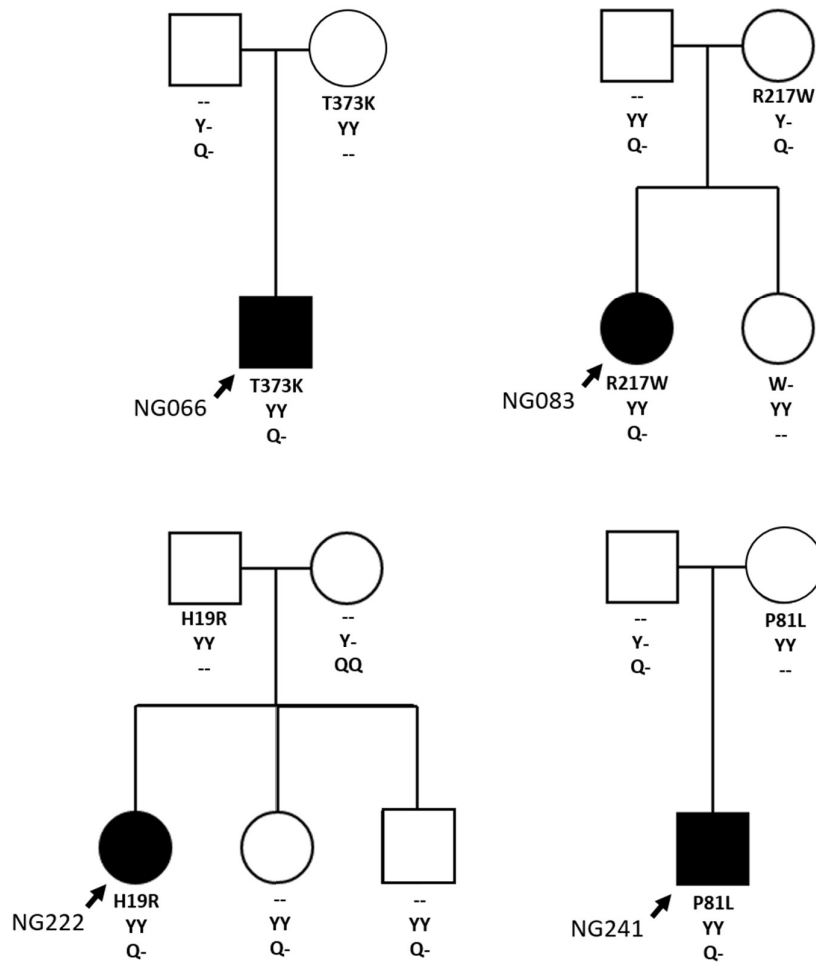 --
Y-
Q-
T373K
YY
--
NG066
T373K
YY
Q-
--
YY
Q-
R217W
Y-
Q-
NG083
R217W
YY
Q-
W-
YY
--
H19R
YY
--
--
Y-
QQ
NG222
H19R
YY
Q-
--
YY
Q-
--
YY
Q-
--
Y-
Q-
P81L
YY
--
NG241
P81L
YY
Q-